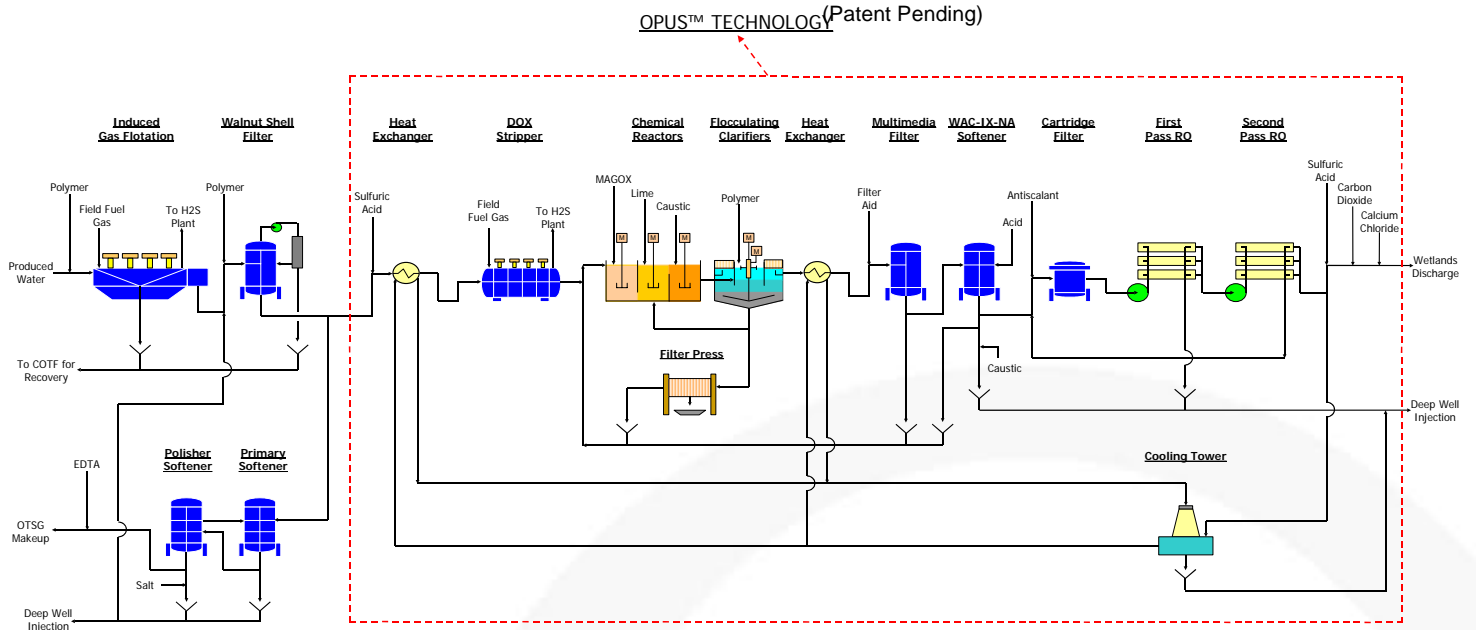 OPUS™ TECHNOLOGY
(Patent Pending)
Induced
Gas Flotation
Walnut Shell
Filter
Heat
Exchanger
DOX
Stripper
Chemical
Reactors
Flocculating
Clarifiers
Heat
Exchanger
Multimedia
Filter
WAC-IX-NA
Softener
Cartridge
Filter
First
Pass RO
Second
Pass RO
Polymer
Field Fuel
Gas
To H2S
Plant
Polymer
Produced
Water
To COTF for
Recovery
Sulfuric
Acid
Field
Fuel Gas
To H2S
Plant
MAGOX
Lime
Caustic
M
M
M
Polymer
M
M
Filter
Aid
Acid
Antiscalant
Sulfuric
Acid
Carbon
Dioxide
Calcium
Chloride
Wetlands
Discharge
Filter Press
Caustic
Deep Well
Injection
Cooling Tower
EDTA
Polisher
Softener
Primary
Softener
OTSG
Makeup
Salt
Deep Well
Injection